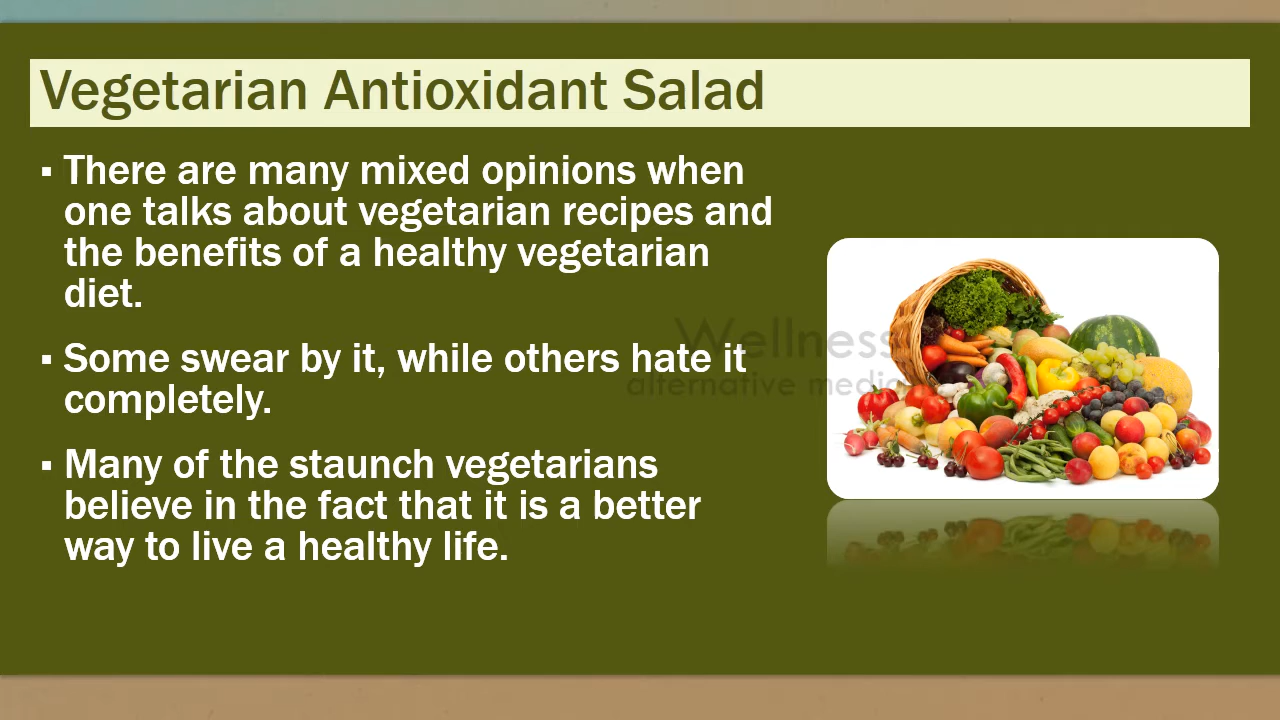 Vegetarian Antioxidant Salad
▪ There are many mixed opinions when
one talks about vegetarian recipes and
the benefits of a healthy vegetarian
diet.
▪ Some swear by it, while others hate it
completely.
▪ Many of the staunch vegetarians
believe in the fact that it is a better
way to live a healthy life.
Wellness
alternative